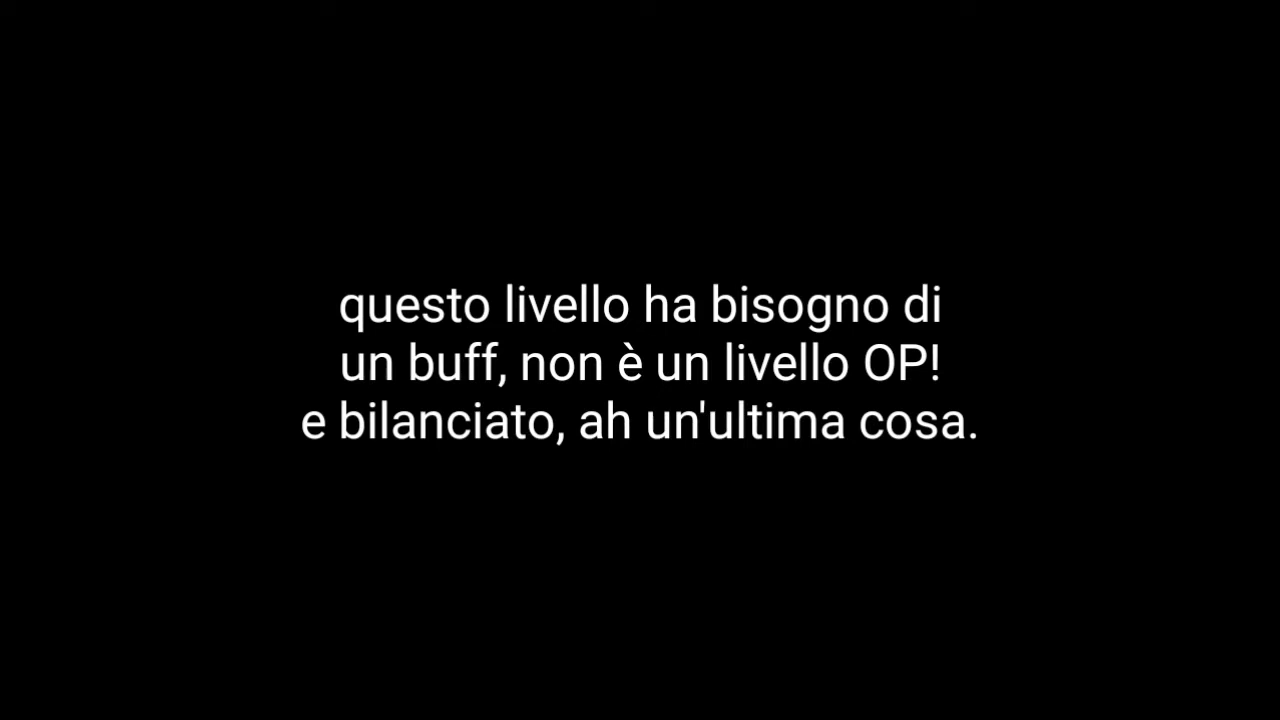 questo livello ha bisogno di
un buff, non è un livello OP!
e bilanciato, ah un'ultima cosa.